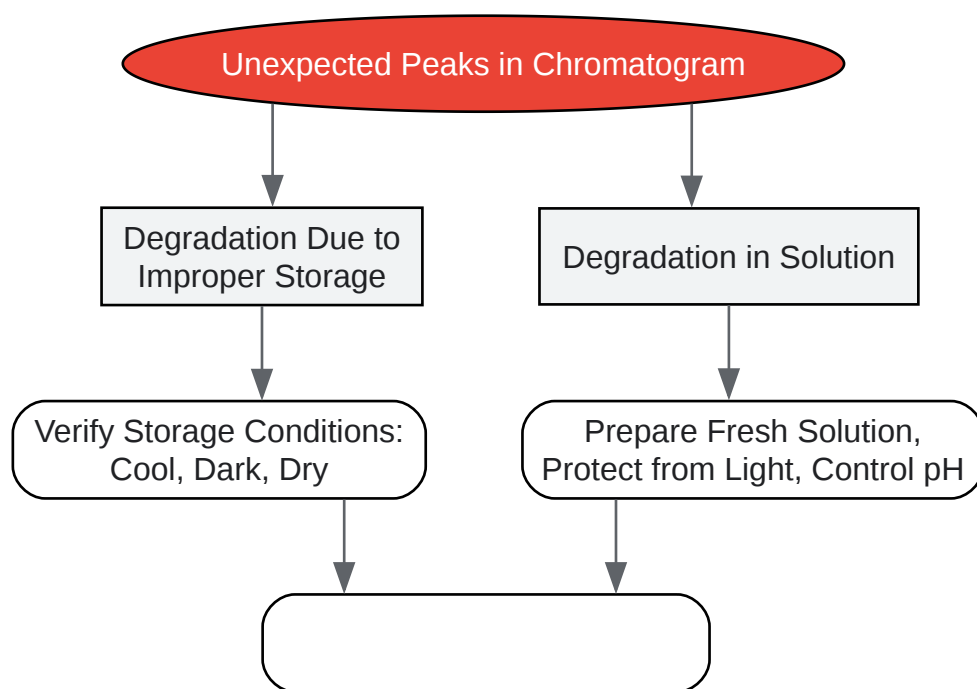 Unexpected Peaks in Chromatogram
Degradation Due to
Improper Storage
Degradation in Solution
Verify Storage Conditions:
Cool, Dark, Dry
Prepare Fresh Solution,
Protect from Light, Control pH